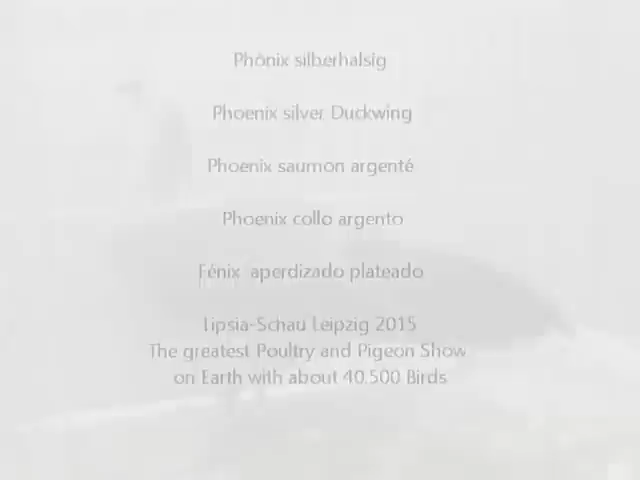 Phönix silberhalsig
Phoenix silver Duckwing
Phoenix saumon argenté
Phoenix collo argento
Fénix aperdizado plateado
Lipsia-Schau Leipzig 2015
The greatest Poultry and Pigeon Show
on Earth with about 40.500 Birds